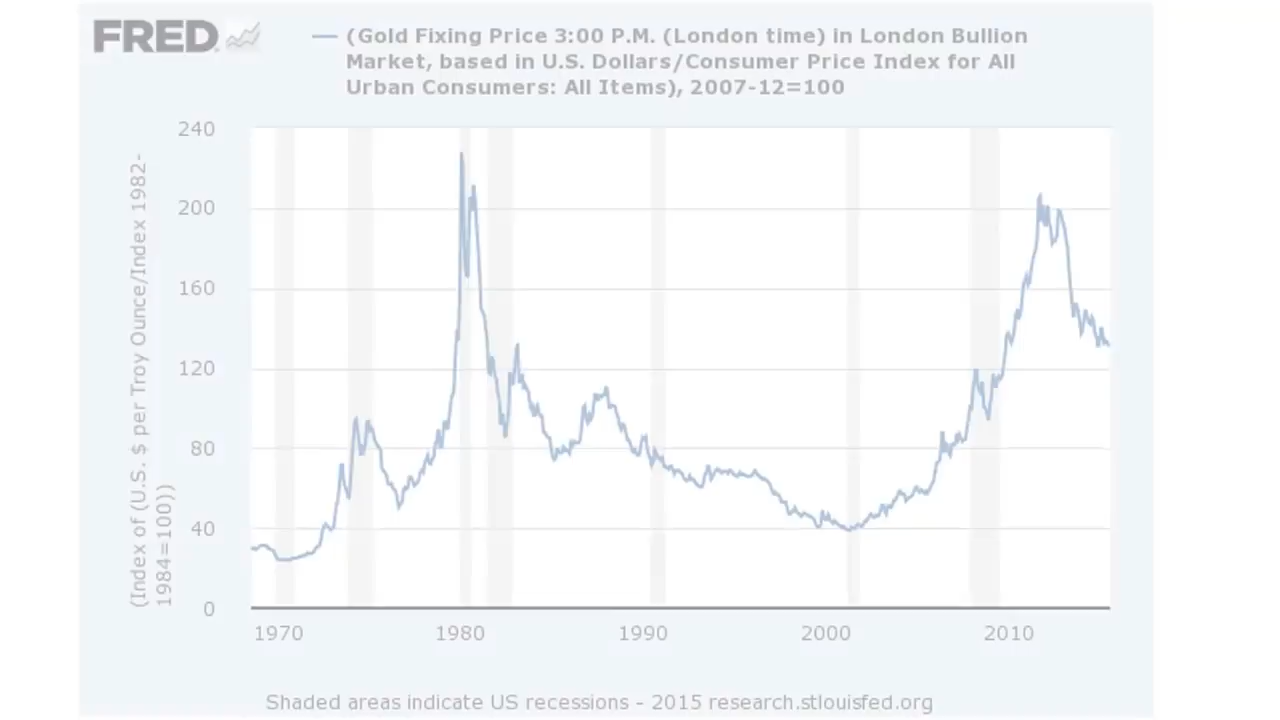 FRED
(Gold Fixing Price 3:00 P.M. (London time) in London Bullion
Market, based in U.S. Dollars/Consumer Price Index for All
Urban Consumers: All Items), 2007-12=100
(Index of (U.S. $ per Troy Ounce/Index 1982-
1984=100))
240
200
160
120
80
40
0
1970 1980 1990 2000 2010
Shaded areas indicate US recessions - 2015 research.stlouisfed.org